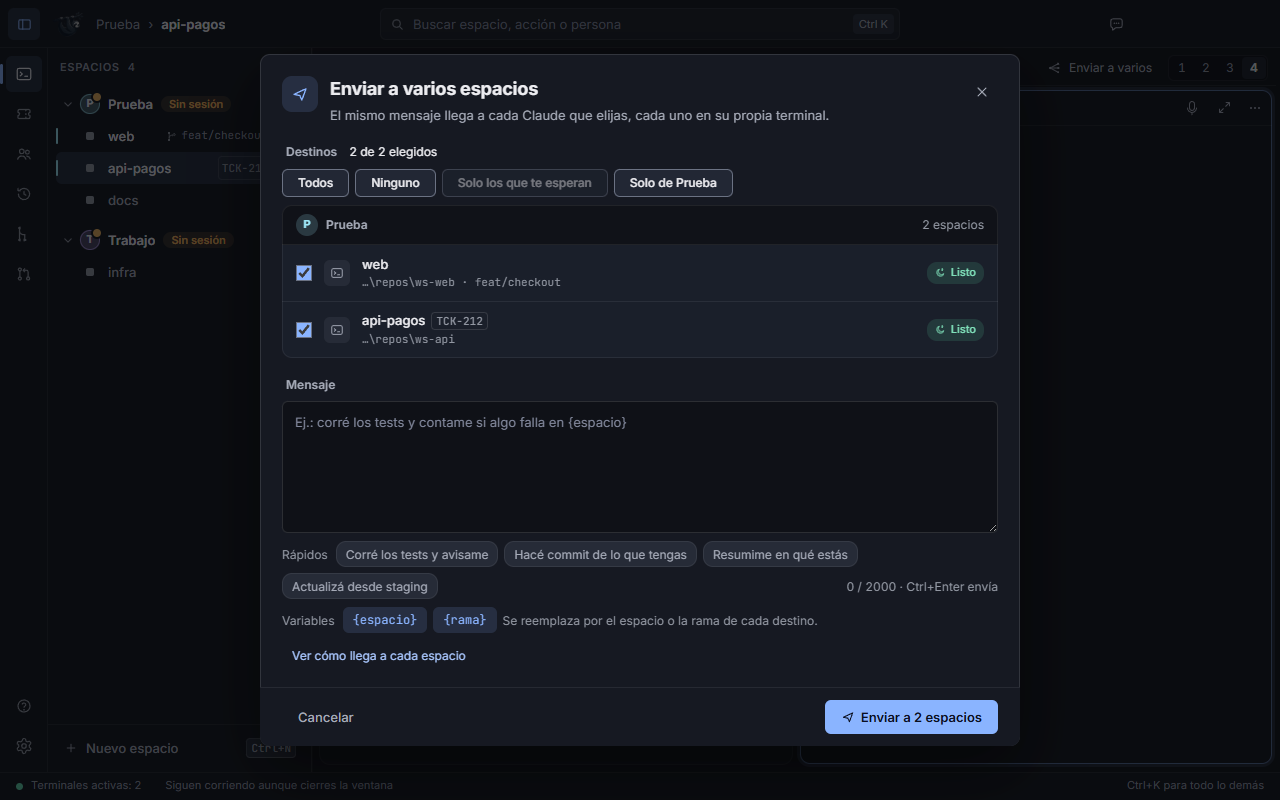 Prueba › api-pagos
Buscar espacio, acción o persona
Ctrl K
ESPACIOS 4
Enviar a varios
1 2 3 4
P Prueba Sin sesión
web feat/checkou
api-pagos TCK-21
docs
T Trabajo Sin sesión
infra
Enviar a varios espacios
El mismo mensaje llega a cada Claude que elijas, cada uno en su propia terminal.
Destinos 2 de 2 elegidos
Todos Ninguno Solo los que te esperan Solo de Prueba
P Prueba 2 espacios
web
…\repos\ws-web · feat/checkout
Listo
api-pagos TCK-212
…\repos\ws-api
Listo
Mensaje
Ej.: corré los tests y contame si algo falla en {espacio}
Rápidos Corré los tests y avisame Hacé commit de lo que tengas Resumime en qué estás
Actualizá desde staging 0 / 2000 · Ctrl+Enter envía
Variables {espacio} {rama} Se reemplaza por el espacio o la rama de cada destino.
Ver cómo llega a cada espacio
Cancelar Enviar a 2 espacios
+ Nuevo espacio Ctrl+N
Terminales activas: 2 Siguen corriendo aunque cierres la ventana
Ctrl+K para todo lo demás